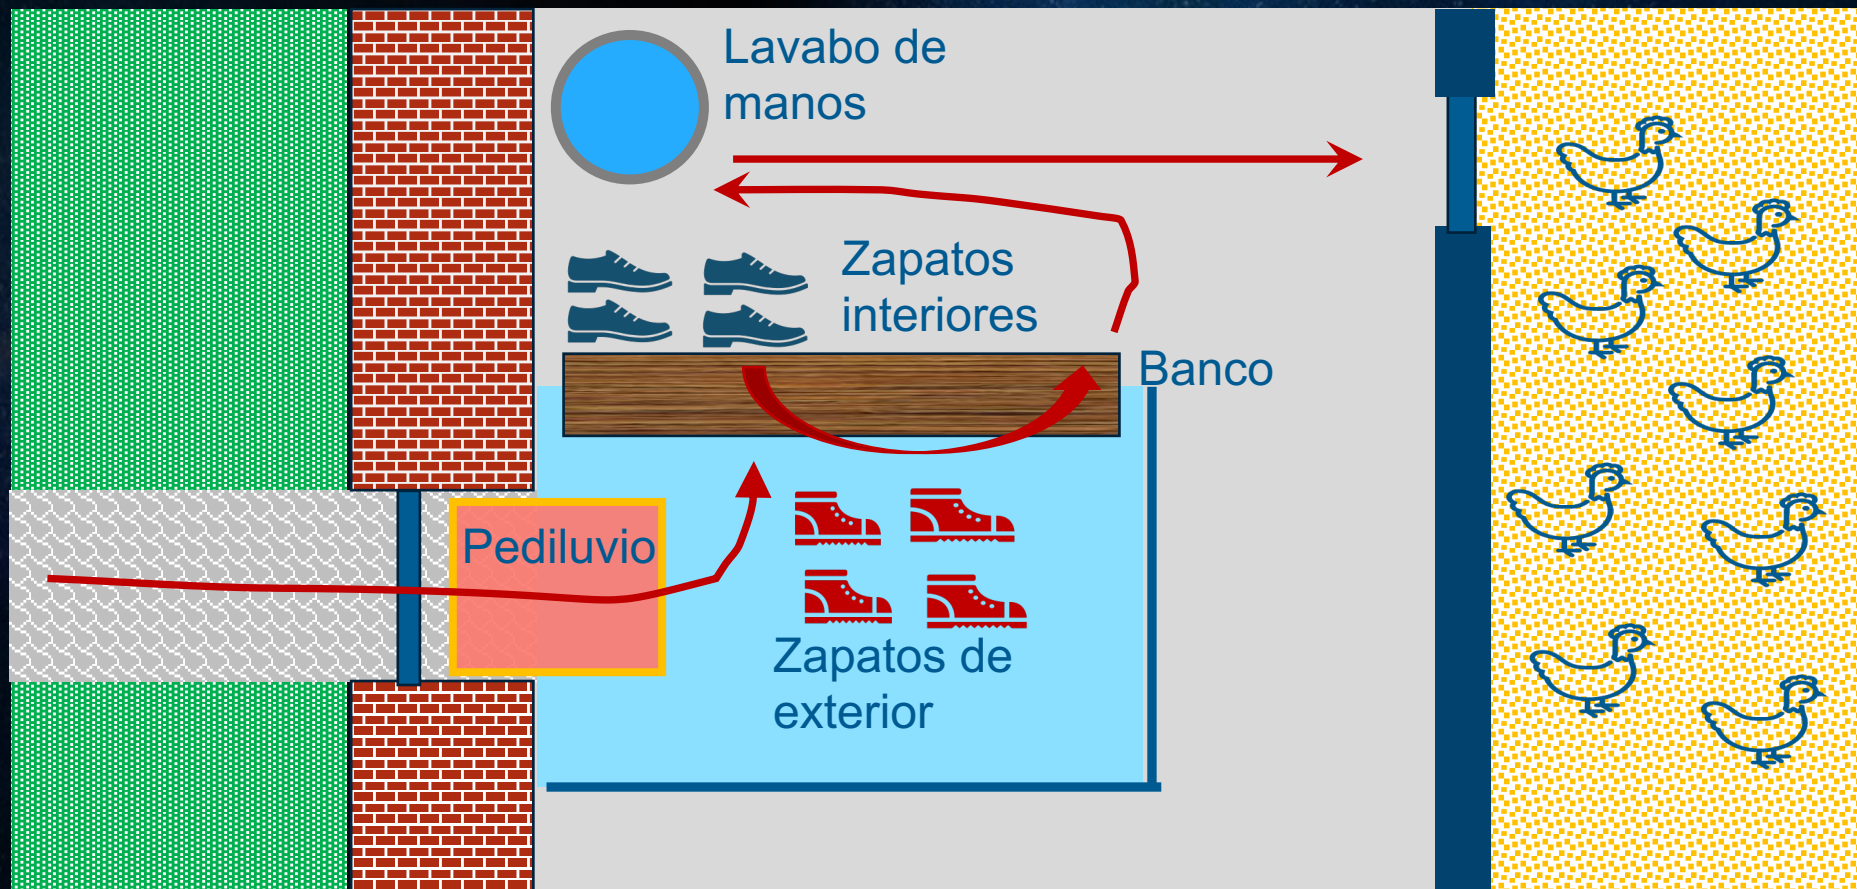 Lavabo de
manos
Zapatos
interiores
Banco
Pediluvio
Zapatos de
exterior